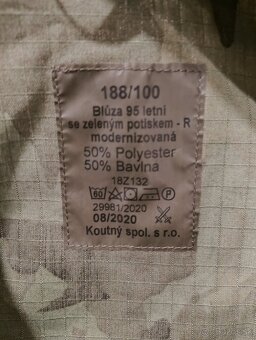 188/100
Blůza 95 letní
se zeleným potiskem - R
modernizovaná
50% Polyester
50% Bavlna
18Z132
60 P
29981/2020
08/2020
Koutný spol. s r.o.